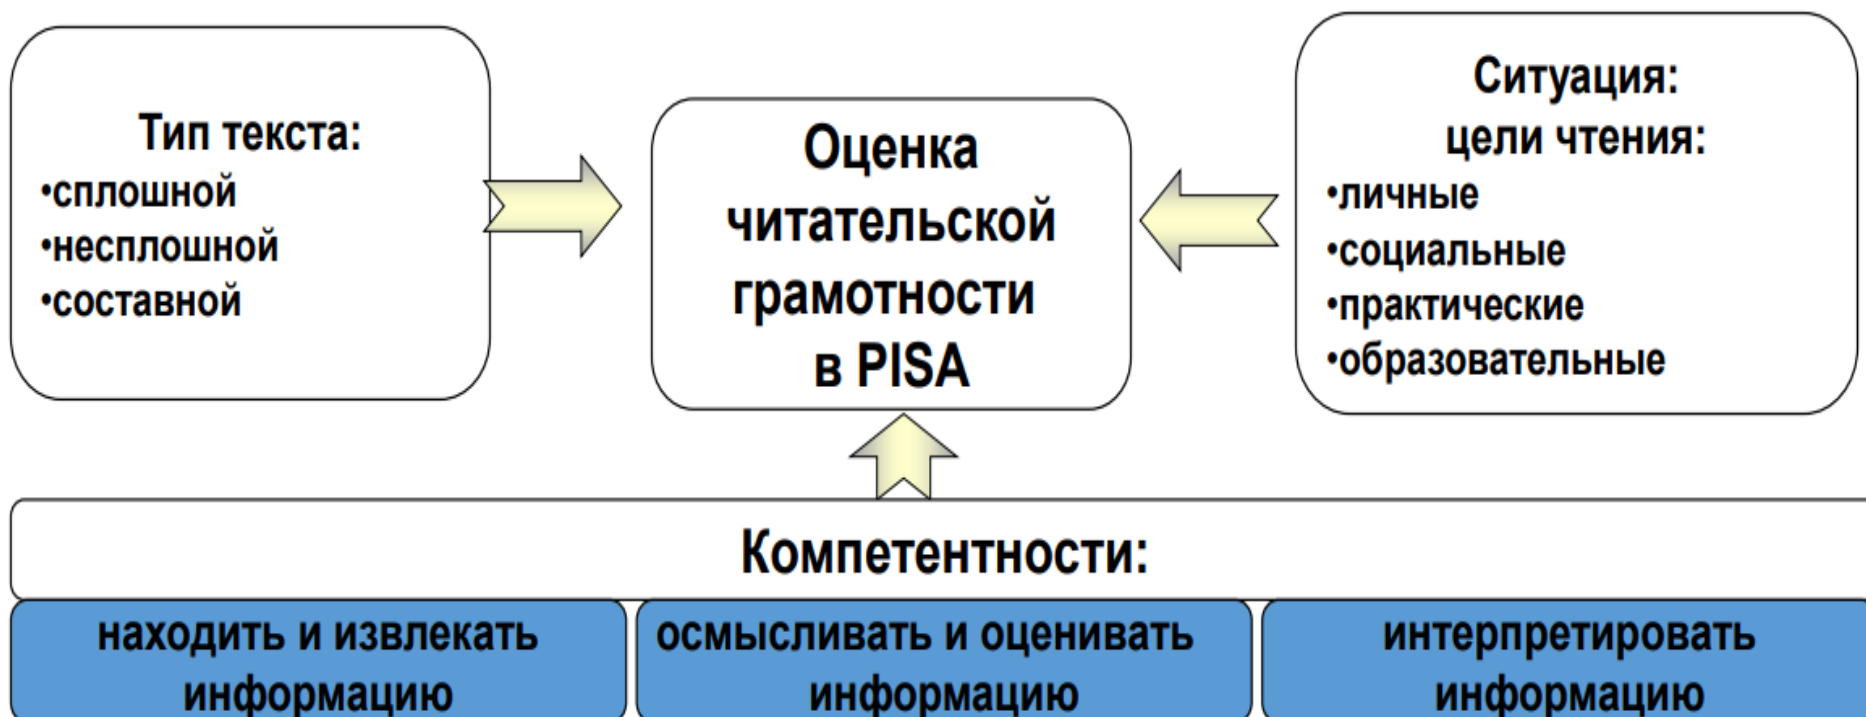 Тип текста:
•сплошной
•несплошной
•составной
Оценка
читательской
грамотности
в PISA
Ситуация:
цели чтения:
•личные
•социальные
•практические
•образовательные
Компетентности:
находить и извлекать
информацию
осмысливать и оценивать
информацию
интерпретировать
информацию